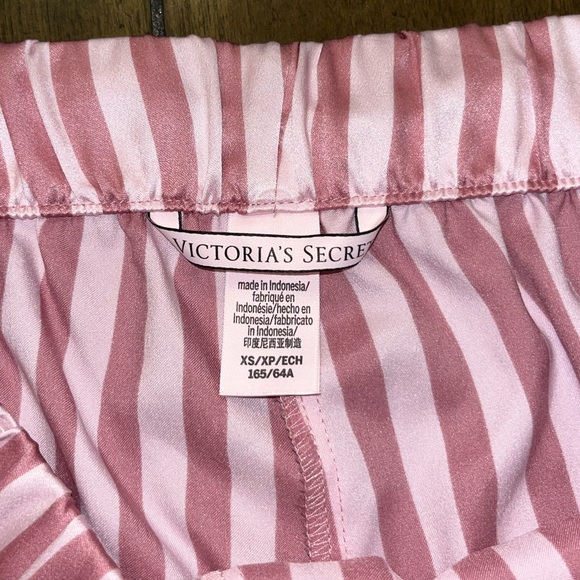 VICTORIA'S SECRET
made in Indonesia/
fabriqué en
Indonésie/hecho en
Indonesia/fabbricato
in Indonesia/
印度尼西亚制造
XS/XP/ECH
165/64A